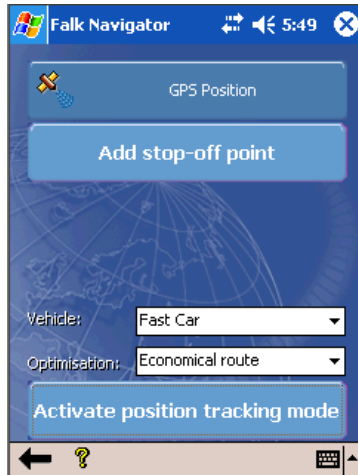 Falk Navigator 5:49
GPS Position
Add stop-off point
Vehicle: Fast Car
Optimisation: Economical route
Activate position tracking mode
?